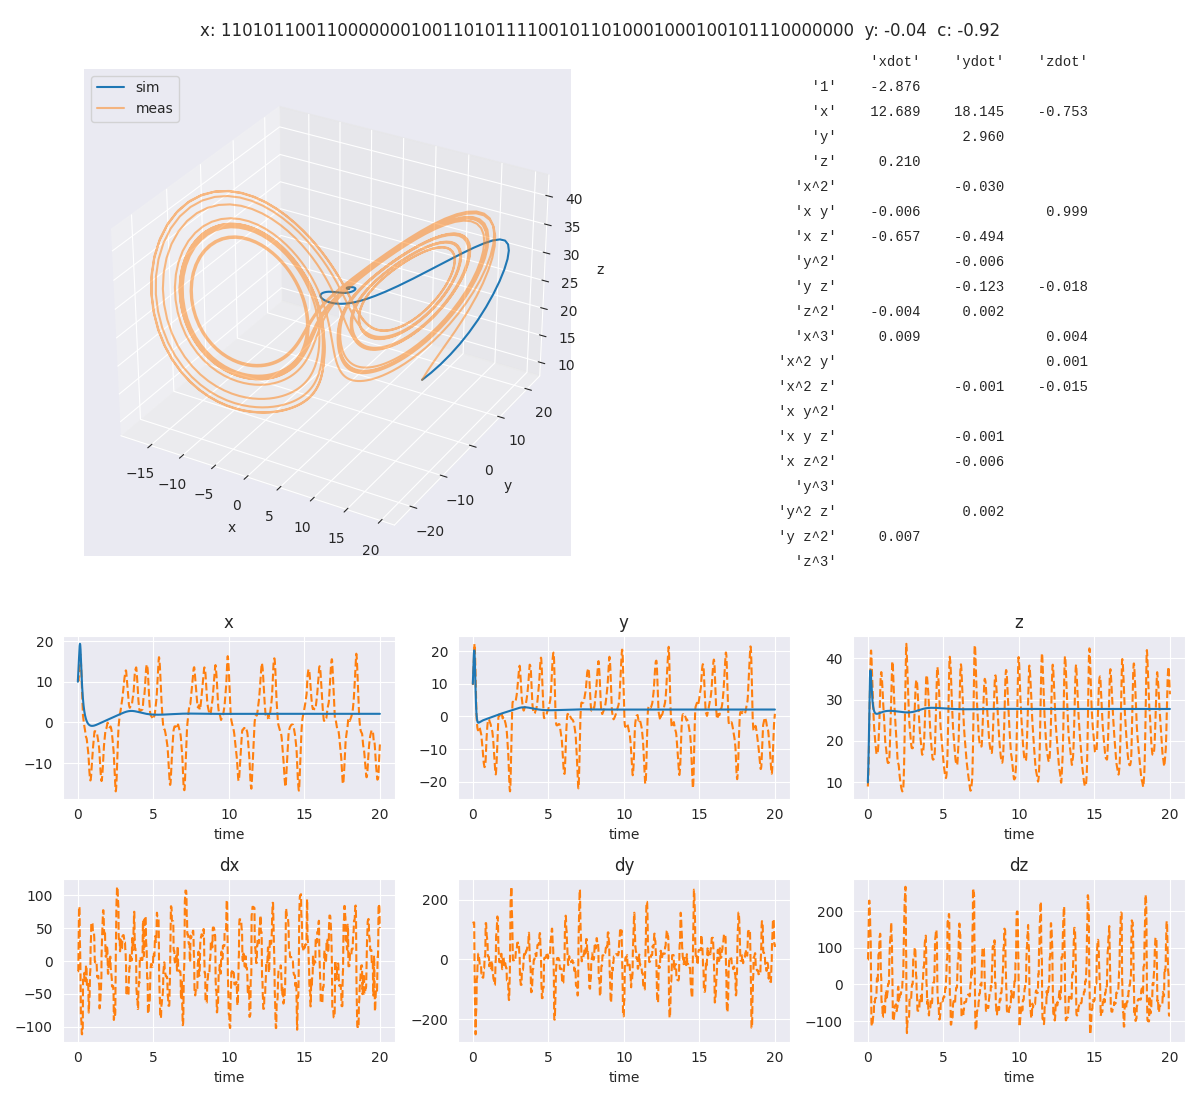 x: 110101100110000000100110101111001011010001000100101110000000 y: -0.04 c: -0.92
sim
meas
40
35
30
25
20
15
10
z
20
10
0
−10
−20
y
−15
−10
−5
0
5
10
15
20
x
'xdot' 'ydot' 'zdot'
'1' -2.876
'x' 12.689 18.145 -0.753
'y' 2.960
'z' 0.210
'x^2' -0.030
'x y' -0.006 0.999
'x z' -0.657 -0.494
'y^2' -0.006
'y z' -0.123 -0.018
'z^2' -0.004 0.002
'x^3' 0.009 0.004
'x^2 y' 0.001
'x^2 z' -0.001 -0.015
'x y^2'
'x y z' -0.001
'x z^2' -0.006
'y^3'
'y^2 z' 0.002
'y z^2' 0.007
'z^3'
x
20
10
0
−10
0 5 10 15 20
time
y
20
10
0
−10
−20
0 5 10 15 20
time
z
40
30
20
10
0 5 10 15 20
time
dx
100
50
0
−50
−100
0 5 10 15 20
time
dy
200
0
−200
0 5 10 15 20
time
dz
200
100
0
−100
0 5 10 15 20
time